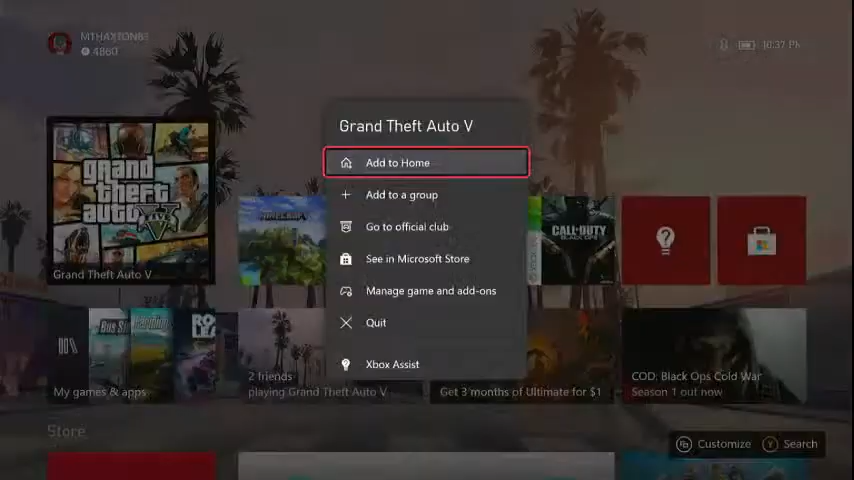 4860
10:37 PM
Grand Theft Auto V
Add to Home
Add to a group
Go to official club
See in Microsoft Store
Manage game and add-ons
Quit
Xbox Assist
grand
theft
auto
V
Grand Theft Auto V
MINECRAFT
CALL·DUTY
BLACK OPS
My games & apps
2 friends
playing Grand Theft Auto V
Get 3 months of Ultimate for $1
COD: Black Ops Cold War
Season 1 out now
Store
Customize
Search